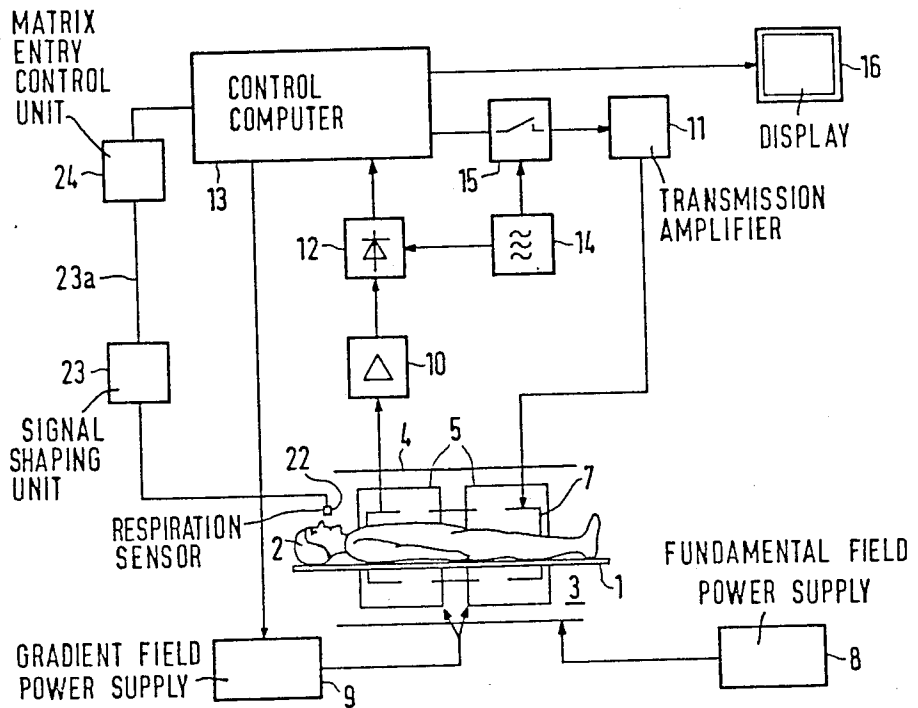 MATRIX
ENTRY
CONTROL
UNIT
24
CONTROL
COMPUTER
13
16
DISPLAY
15
11
TRANSMISSION
AMPLIFIER
12
14
23a
10
23
SIGNAL
SHAPING
UNIT
22
RESPIRATION
SENSOR
4
5
7
2
3
1
FUNDAMENTAL FIELD
POWER SUPPLY
8
GRADIENT FIELD
POWER SUPPLY
9